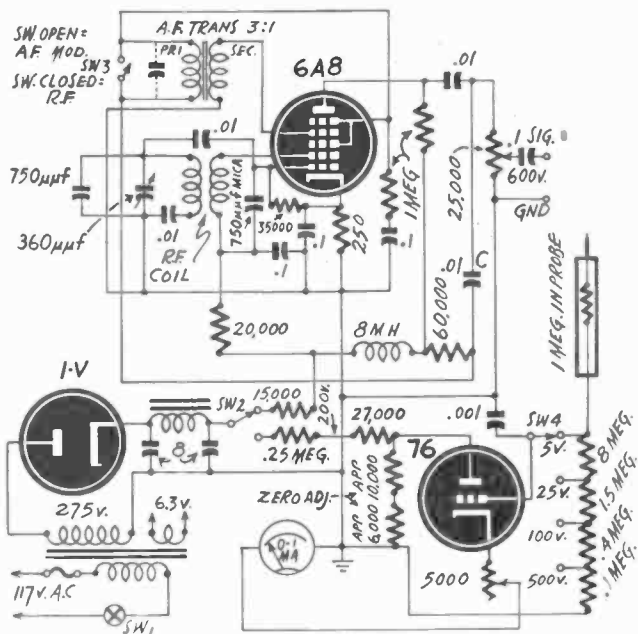 SW. OPEN=
A.F. MOD.
SW3
SW. CLOSED=
R.F.
A.F. TRANS 3:1
PRI
SEC.
6A8
.01
.1 SIG.
600v.
GND
25,000
1 MEG
.01
750µµf
360µµf
.01
R.F.
COIL
750µµf MICA
35000
.1
.1
250
.1
.01 C
60,000
8MH
20,000
1 MEG. IN PROBE
1-V
SW2
15,000
200v.
.25 MEG.
27,000
.001
76
SW4
5v.
25v.
100v.
500v.
8 MEG.
1.5 MEG.
.4 MEG.
.1 MEG.
8
275v.
6.3v.
ZERO ADJ.
APP
6,000
APP
10,000
0-1
MA
5000
117v. A.C
SW1